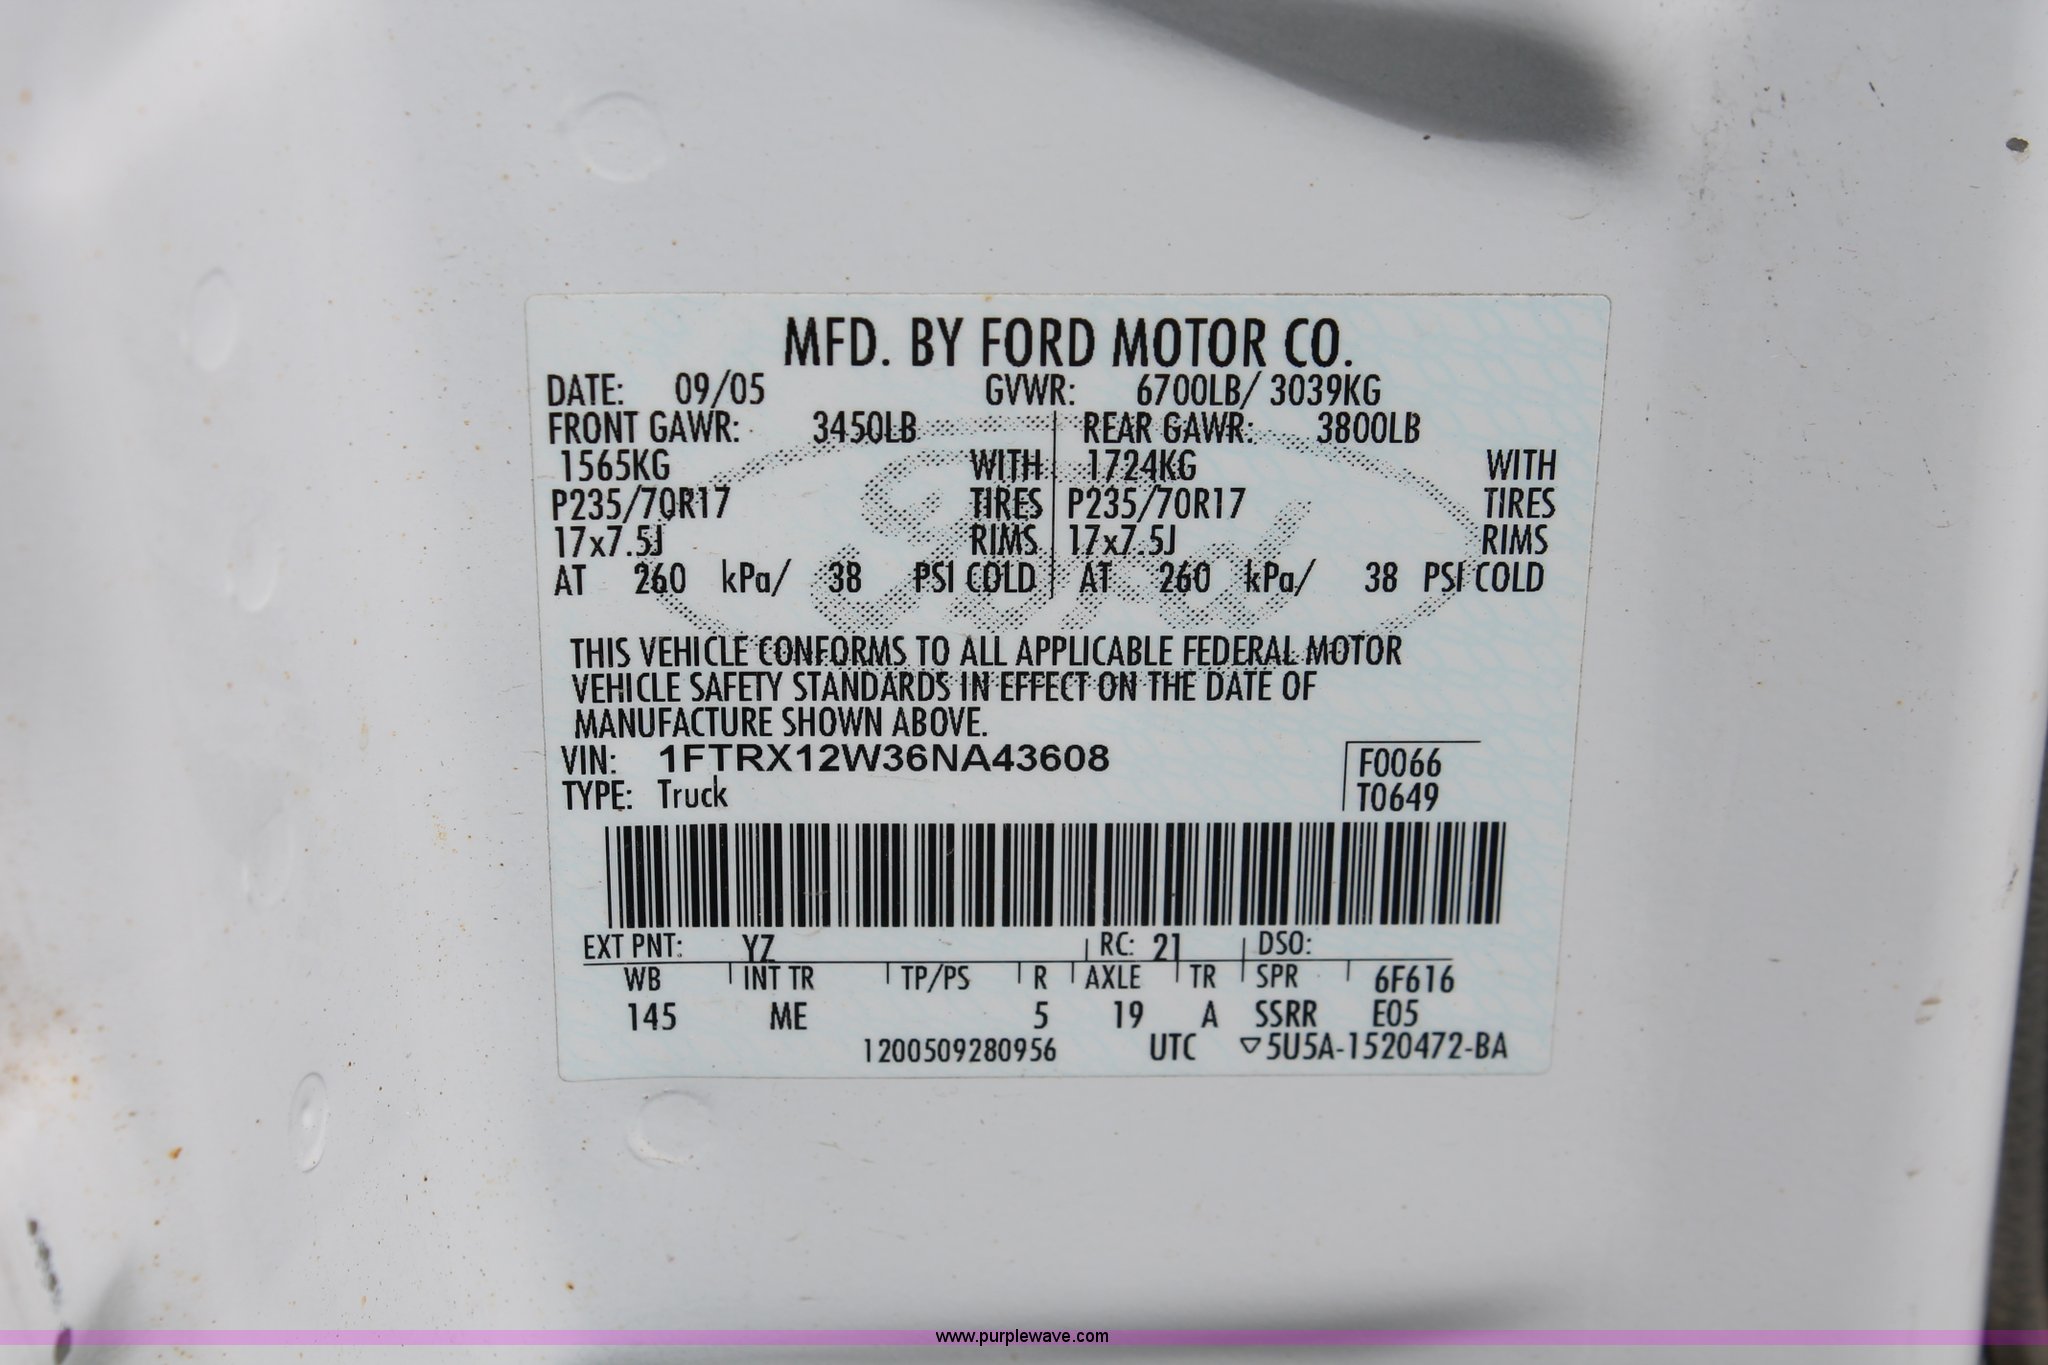 MFD. BY FORD MOTOR CO.
DATE: 09/05 GVWR: 6700LB/ 3039KG
FRONT GAWR: 3450LB REAR GAWR: 3800LB
1565KG WITH 1724KG WITH
P235/70R17 TIRES P235/70R17 TIRES
17x7.5J RIMS 17x7.5J RIMS
AT 260 kPa/ 38 PSI COLD AT 260 kPa/ 38 PSI COLD
Ford
THIS VEHICLE CONFORMS TO ALL APPLICABLE FEDERAL MOTOR
VEHICLE SAFETY STANDARDS IN EFFECT ON THE DATE OF
MANUFACTURE SHOWN ABOVE.
VIN: 1FTRX12W36NA43608 F0066
TYPE: Truck T0649
EXT PNT: YZ RC: 21 DSO:
WB INT TR TP/PS R AXLE TR SPR 6F616
145 ME 5 19 A SSRR E05
1200509280956 UTC ▽5U5A-1520472-BA
www.purplewave.com